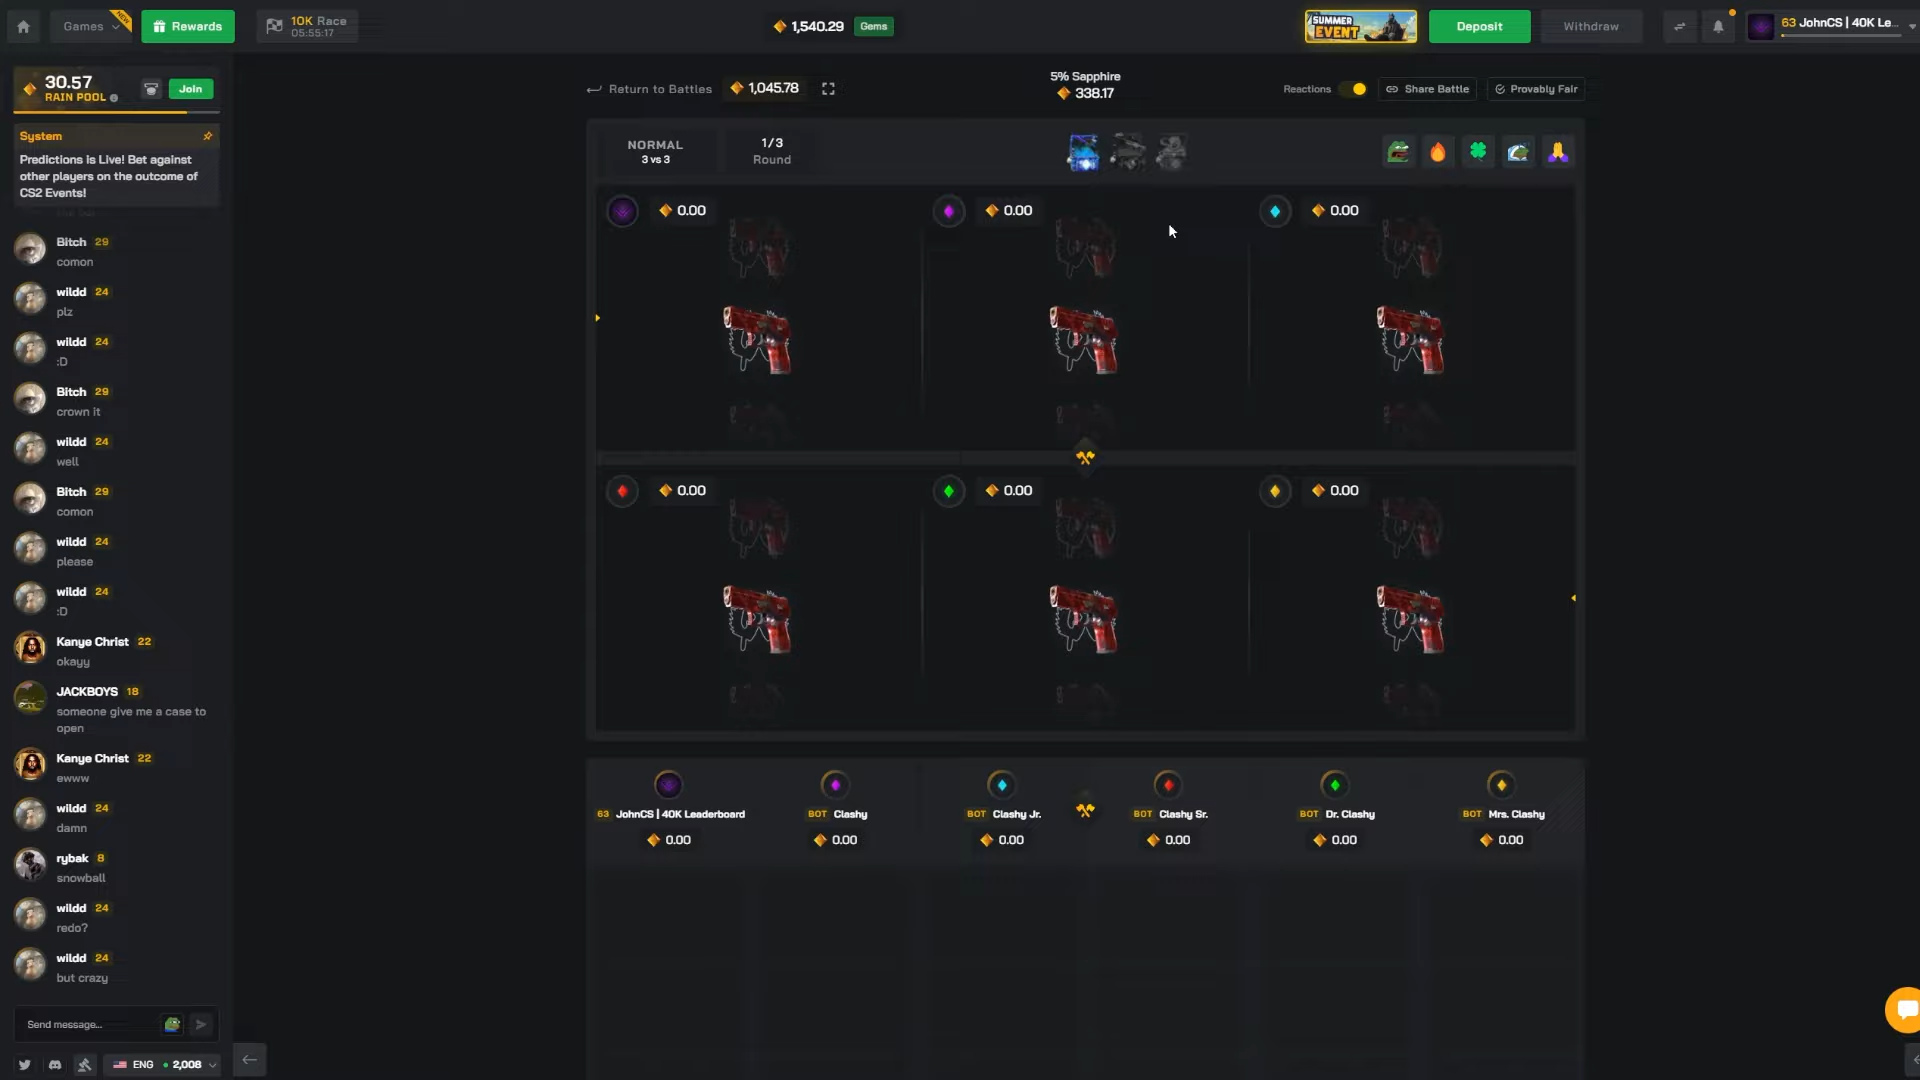 Games
NEW
Rewards
10K Race
05:55:17
1,540.29
Gems
SUMMER
EVENT
Deposit
Withdraw
63 JohnCS | 40K Le...
30.57
RAIN POOL
Join
Return to Battles
1,045.78
5% Sapphire
338.17
Reactions
Share Battle
Provably Fair
System
Predictions is Live! Bet against
other players on the outcome of
CS2 Events!
NORMAL
3 vs 3
1/3
Round
0.00
0.00
0.00
0.00
0.00
0.00
Bitch 29
comon
wildd 24
plz
wildd 24
:D
Bitch 29
crown it
wildd 24
well
Bitch 29
comon
wildd 24
please
wildd 24
:D
Kanye Christ 22
okayy
JACKBOYS 18
someone give me a case to
open
Kanye Christ 22
ewww
wildd 24
damn
rybak 8
snowball
wildd 24
redo?
wildd 24
but crazy
63 JohnCS | 40K Leaderboard
0.00
BOT Clashy
0.00
BOT Clashy Jr.
0.00
BOT Clashy Sr.
0.00
BOT Dr. Clashy
0.00
BOT Mrs. Clashy
0.00
Send message...
ENG
2,008